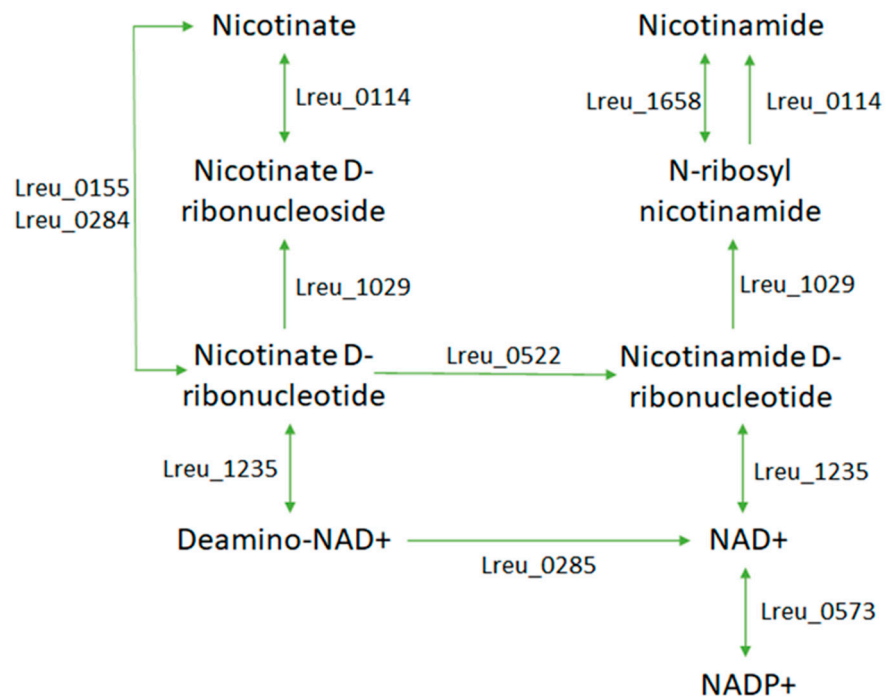 Nicotinate
Nicotinamide
Lreu_0114
Lreu_1658
Lreu_0114
Lreu_0155
Lreu_0284
Nicotinate D-
ribonucleoside
N-ribosyl
nicotinamide
Lreu_1029
Lreu_1029
Nicotinate D-
ribonucleotide
Lreu_0522
Nicotinamide D-
ribonucleotide
Lreu_1235
Lreu_1235
Deamino-NAD+
Lreu_0285
NAD+
Lreu_0573
NADP+